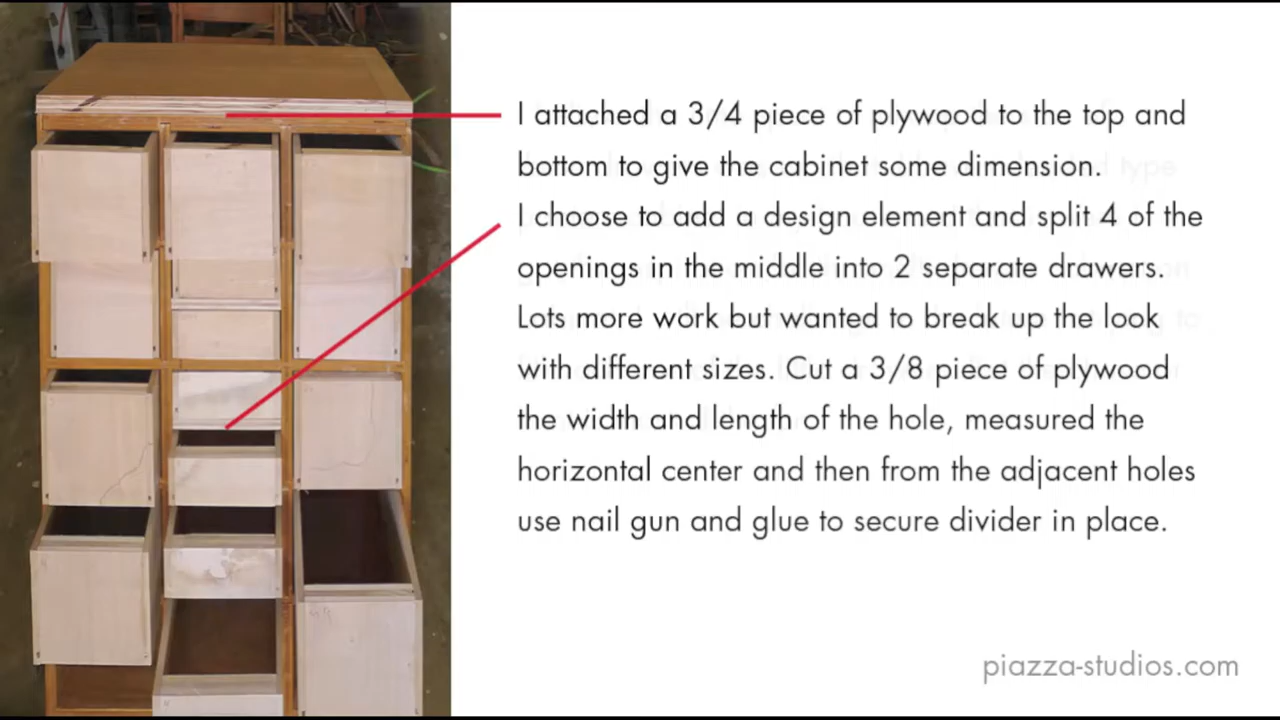 I attached a 3/4 piece of plywood to the top and
bottom to give the cabinet some dimension.
I choose to add a design element and split 4 of the
openings in the middle into 2 separate drawers.
Lots more work but wanted to break up the look
with different sizes. Cut a 3/8 piece of plywood
the width and length of the hole, measured the
horizontal center and then from the adjacent holes
use nail gun and glue to secure divider in place.
piazza-studios.com